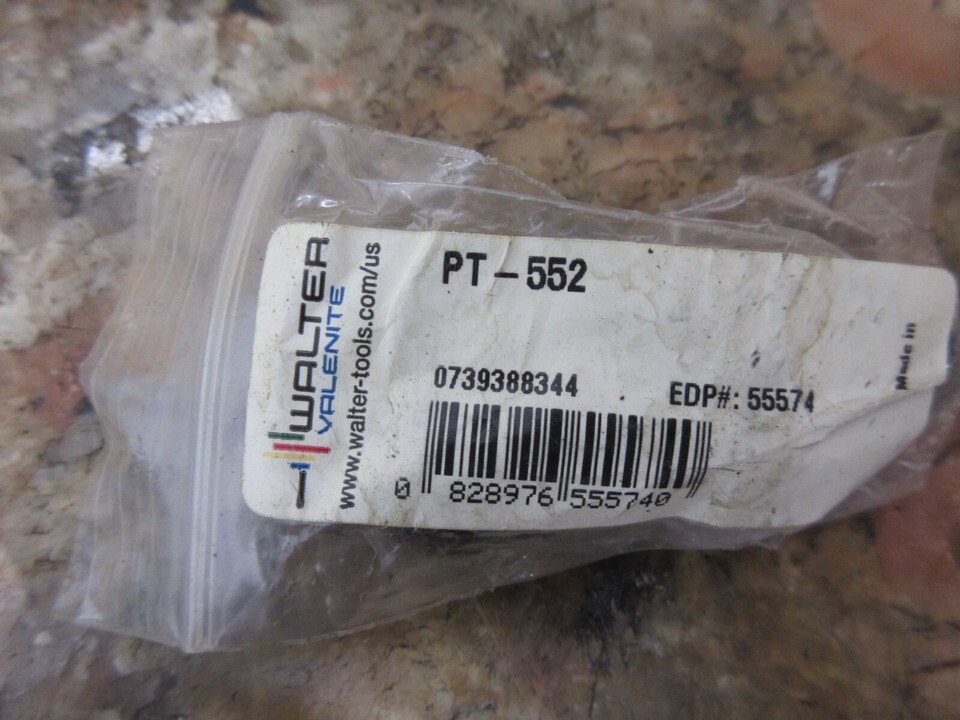 WALTER
VALENITE
www.walter-tools.com/us
PT-552
0739388344
EDP#: 55574
0 828976 555740
Made in